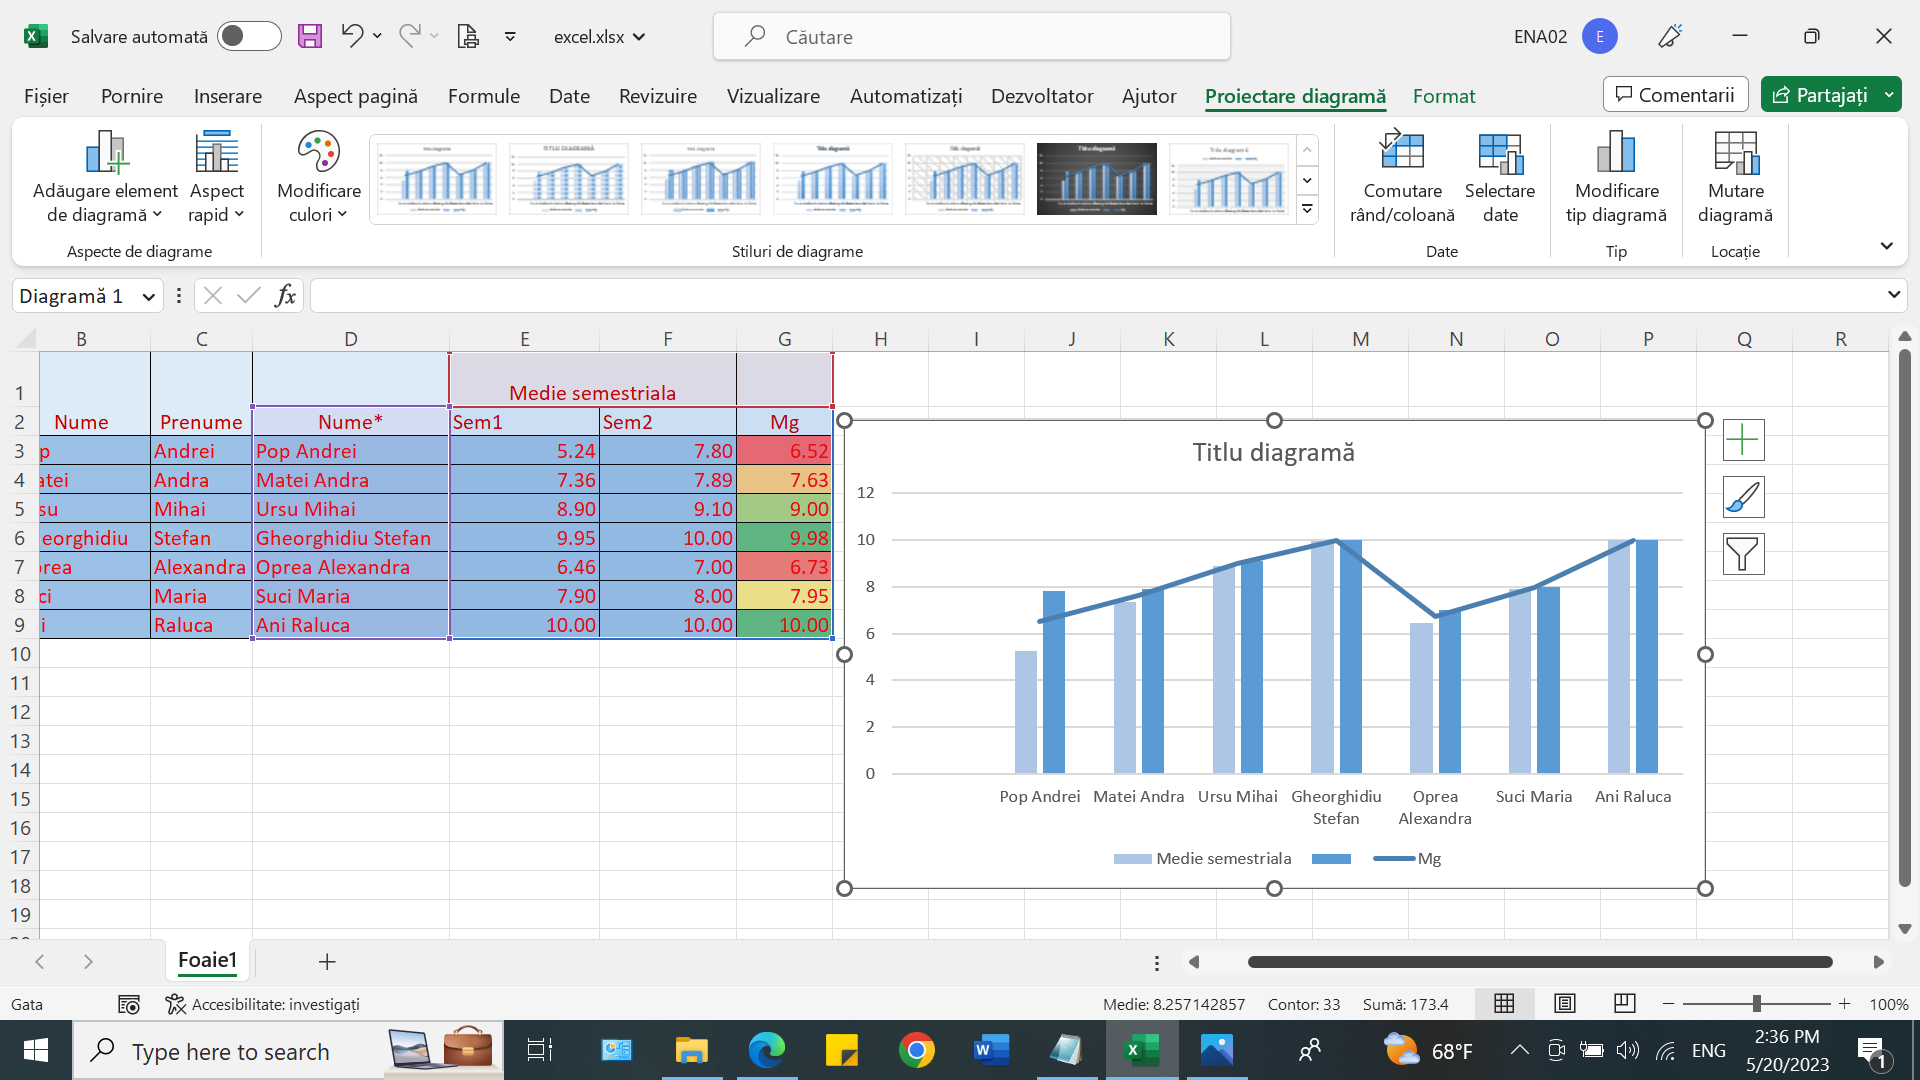 Salvare automată
excel.xlsx
Căutare
ENA02
E
Fișier
Pornire
Inserare
Aspect pagină
Formule
Date
Revizuire
Vizualizare
Automatizați
Dezvoltator
Ajutor
Proiectare diagramă
Format
Comentarii
Partajați
Adăugare element
de diagramă
Aspect
rapid
Modificare
culori
Comutare
rând/coloană
Selectare
date
Modificare
tip diagramă
Mutare
diagramă
Aspecte de diagrame
Stiluri de diagrame
Date
Tip
Locație
Diagramă 1
fx
B C D E F G H I J K L M N O P Q R
1 Medie semestriala
2 Nume Prenume Nume* Sem1 Sem2 Mg
3 p Andrei Pop Andrei 5.24 7.80 6.52
4 atei Andra Matei Andra 7.36 7.89 7.63
5 su Mihai Ursu Mihai 8.90 9.10 9.00
6 eorghidiu Stefan Gheorghidiu Stefan 9.95 10.00 9.98
7 rea Alexandra Oprea Alexandra 6.46 7.00 6.73
8 ci Maria Suci Maria 7.90 8.00 7.95
9 i Raluca Ani Raluca 10.00 10.00 10.00
10
11
12
13
14
15
16
17
18
19
Titlu diagramă
12
10
8
6
4
2
0
Pop Andrei
Matei Andra
Ursu Mihai
Gheorghidiu
Stefan
Oprea
Alexandra
Suci Maria
Ani Raluca
Medie semestriala
Mg
Foaie1
Gata
Accesibilitate: investigați
Medie: 8.257142857
Contor: 33
Sumă: 173.4
100%
Type here to search
68°F
ENG
2:36 PM
5/20/2023
1